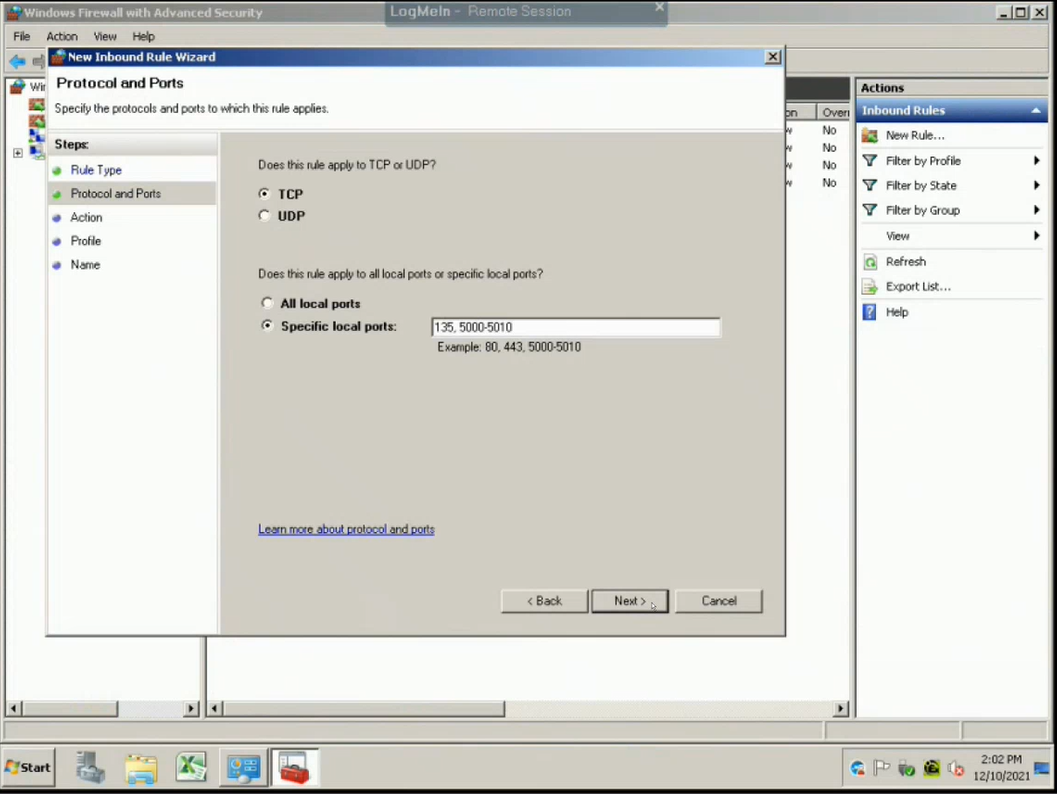 Windows Firewall with Advanced Security
LogMeIn - Remote Session
File Action View Help
New Inbound Rule Wizard
Protocol and Ports
Specify the protocols and ports to which this rule applies.
Steps:
Rule Type
Protocol and Ports
Action
Profile
Name
Does this rule apply to TCP or UDP?
TCP
UDP
Does this rule apply to all local ports or specific local ports?
All local ports
Specific local ports: 135, 5000-5010
Example: 80, 443, 5000-5010
Learn more about protocol and ports
< Back Next > Cancel
Wi
on Overr
No
No
No
No
Actions
Inbound Rules
New Rule...
Filter by Profile
Filter by State
Filter by Group
View
Refresh
Export List...
Help
Start
2:02 PM
12/10/2021